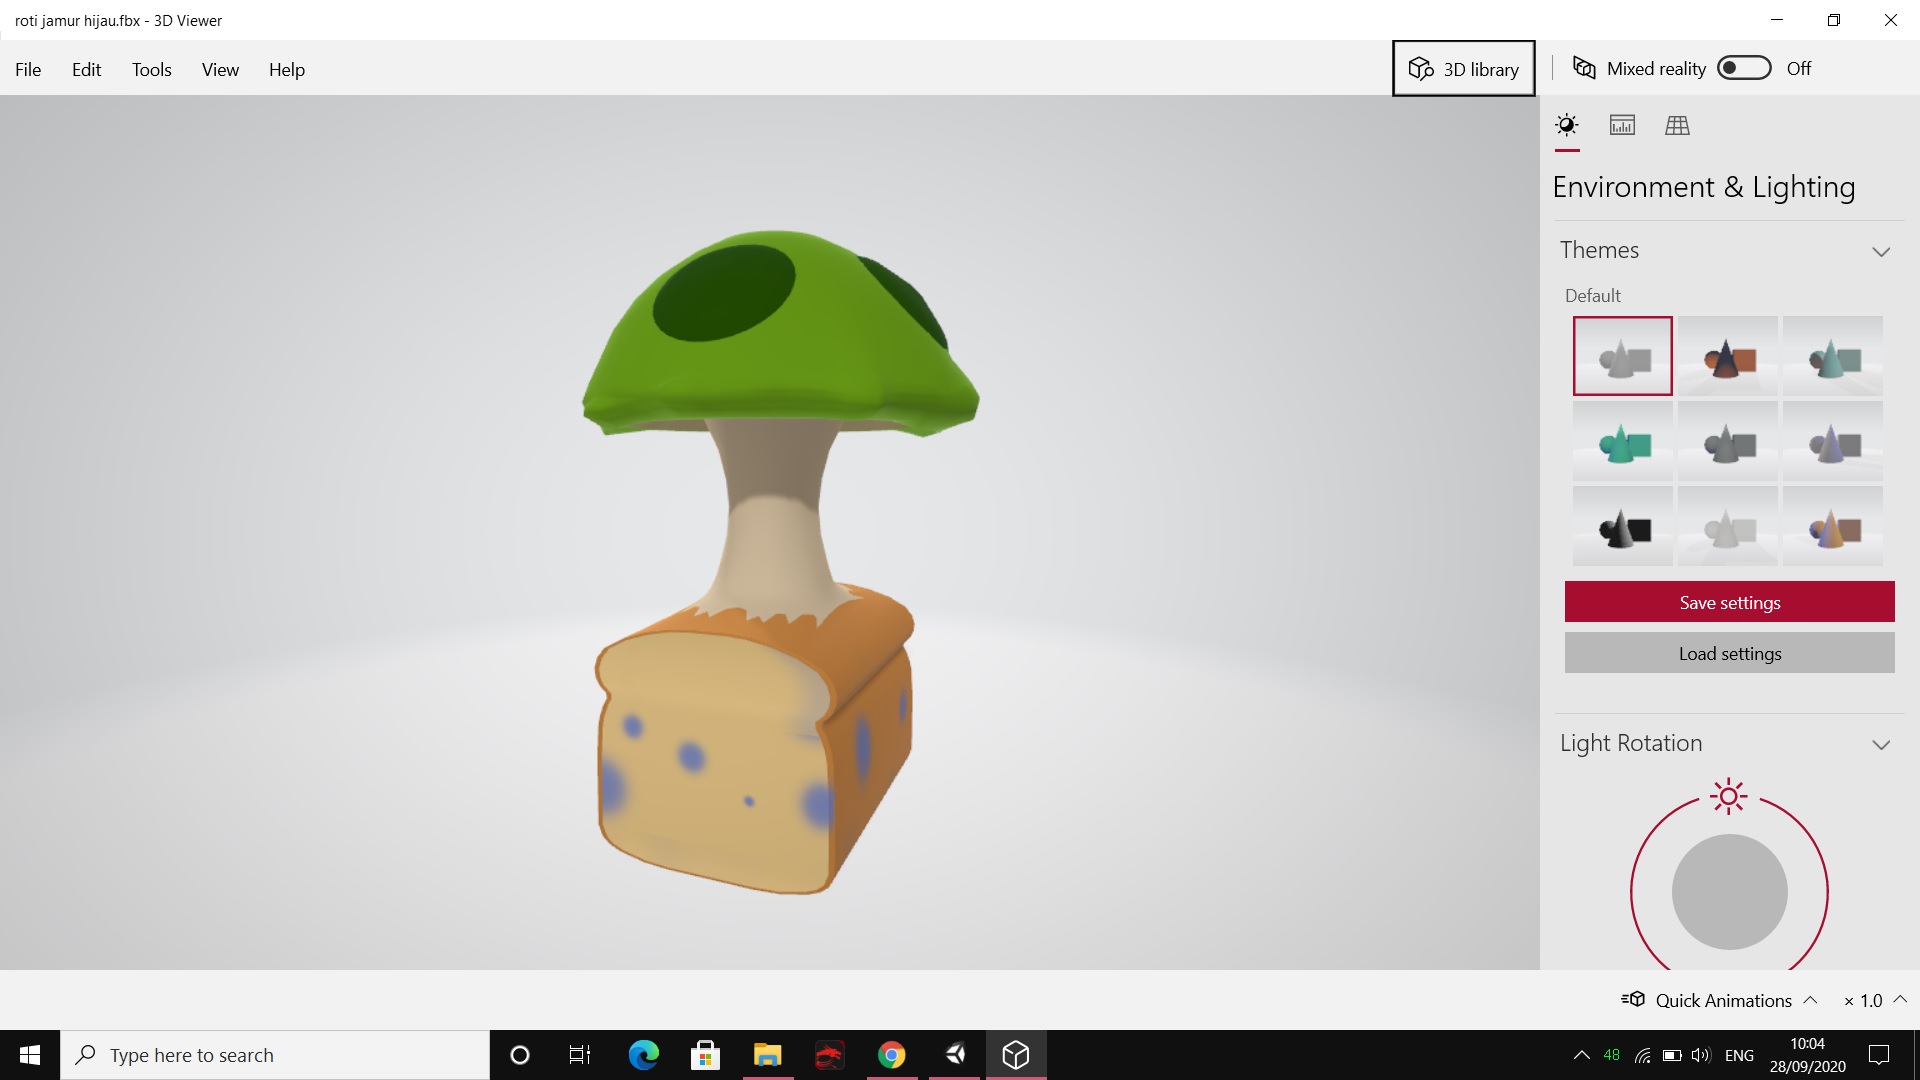 roti jamur hijau.fbx - 3D Viewer
File Edit Tools View Help
3D library
Mixed reality Off
Environment & Lighting
Themes
Default
Save settings
Load settings
Light Rotation
Quick Animations × 1.0
Type here to search
48 ENG
10:04
28/09/2020